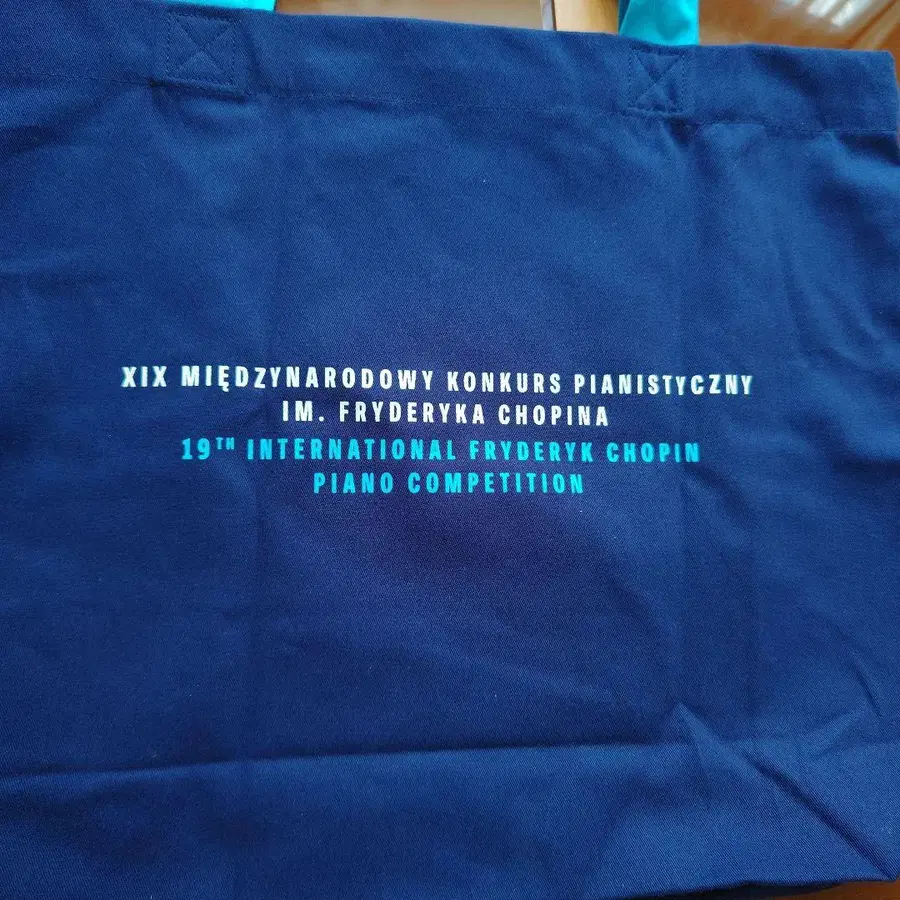 XIX MIĘDZYNARODOWY KONKURS PIANISTYCZNY
IM. FRYDERYKA CHOPINA
19TH INTERNATIONAL FRYDERYK CHOPIN
PIANO COMPETITION